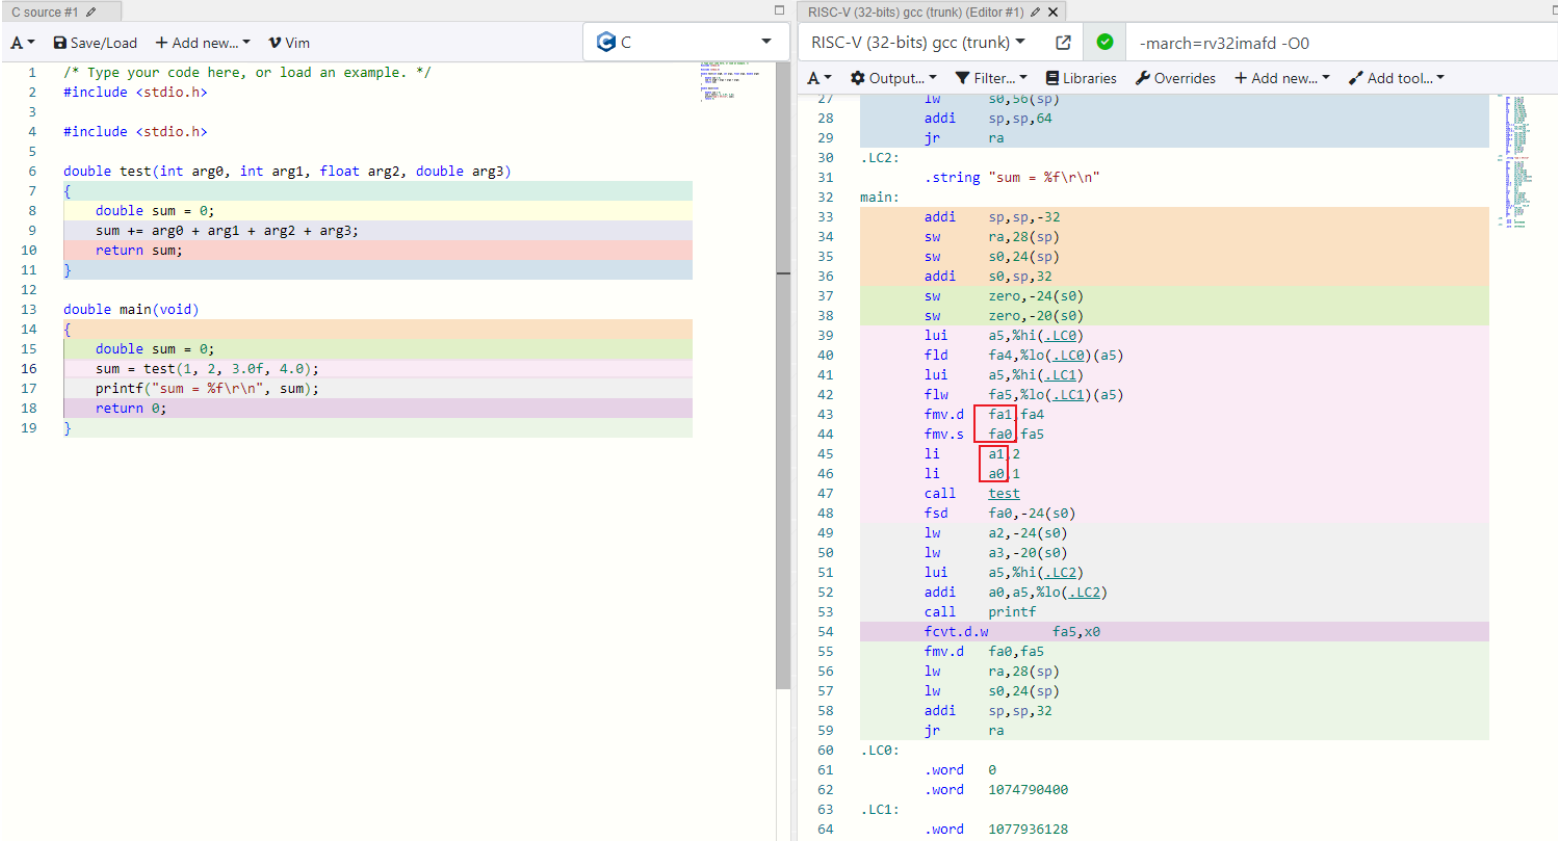 C source #1
A Save/Load + Add new... Vim C
1 /* Type your code here, or load an example. */
2 #include <stdio.h>
3
4 #include <stdio.h>
5
6 double test(int arg0, int arg1, float arg2, double arg3)
7 {
8 double sum = 0;
9 sum += arg0 + arg1 + arg2 + arg3;
10 return sum;
11 }
12
13 double main(void)
14 {
15 double sum = 0;
16 sum = test(1, 2, 3.0f, 4.0);
17 printf("sum = %f\r\n", sum);
18 return 0;
19 }
RISC-V (32-bits) gcc (trunk) (Editor #1)
RISC-V (32-bits) gcc (trunk) -march=rv32imafd -O0
A Output... Filter... Libraries Overrides + Add new... Add tool...
27 lw s0,56(sp)
28 addi sp,sp,64
29 jr ra
30 .LC2:
31 .string "sum = %f\r\n"
32 main:
33 addi sp,sp,-32
34 sw ra,28(sp)
35 sw s0,24(sp)
36 addi s0,sp,32
37 sw zero,-24(s0)
38 sw zero,-20(s0)
39 lui a5,%hi(.LC0)
40 fld fa4,%lo(.LC0)(a5)
41 lui a5,%hi(.LC1)
42 flw fa5,%lo(.LC1)(a5)
43 fmv.d fa1,fa4
44 fmv.s fa0,fa5
45 li a1,2
46 li a0,1
47 call test
48 fsd fa0,-24(s0)
49 lw a2,-24(s0)
50 lw a3,-20(s0)
51 lui a5,%hi(.LC2)
52 addi a0,a5,%lo(.LC2)
53 call printf
54 fcvt.d.w fa5,x0
55 fmv.d fa0,fa5
56 lw ra,28(sp)
57 lw s0,24(sp)
58 addi sp,sp,32
59 jr ra
60 .LC0:
61 .word 0
62 .word 1074790400
63 .LC1:
64 .word 1077936128